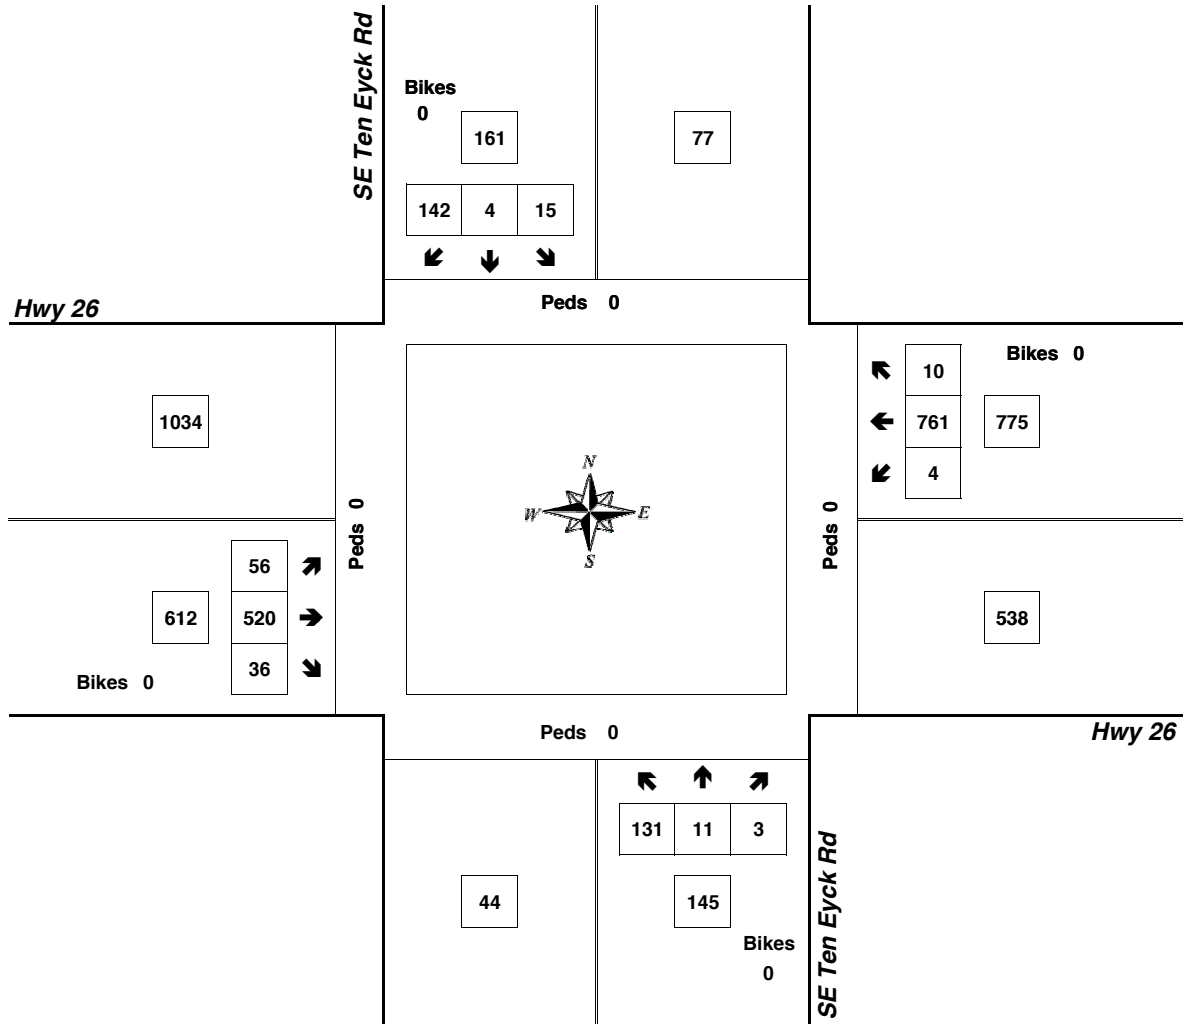 SE Ten Eyck Rd
Bikes
0
161
77
142 4 15
Hwy 26
Peds 0
Bikes 0
10
1034
761 775
4
N
W E
S
Peds 0
Peds 0
56
612 520
538
36
Bikes 0
Peds 0
Hwy 26
131 11 3
44
145
Bikes
0
SE Ten Eyck Rd